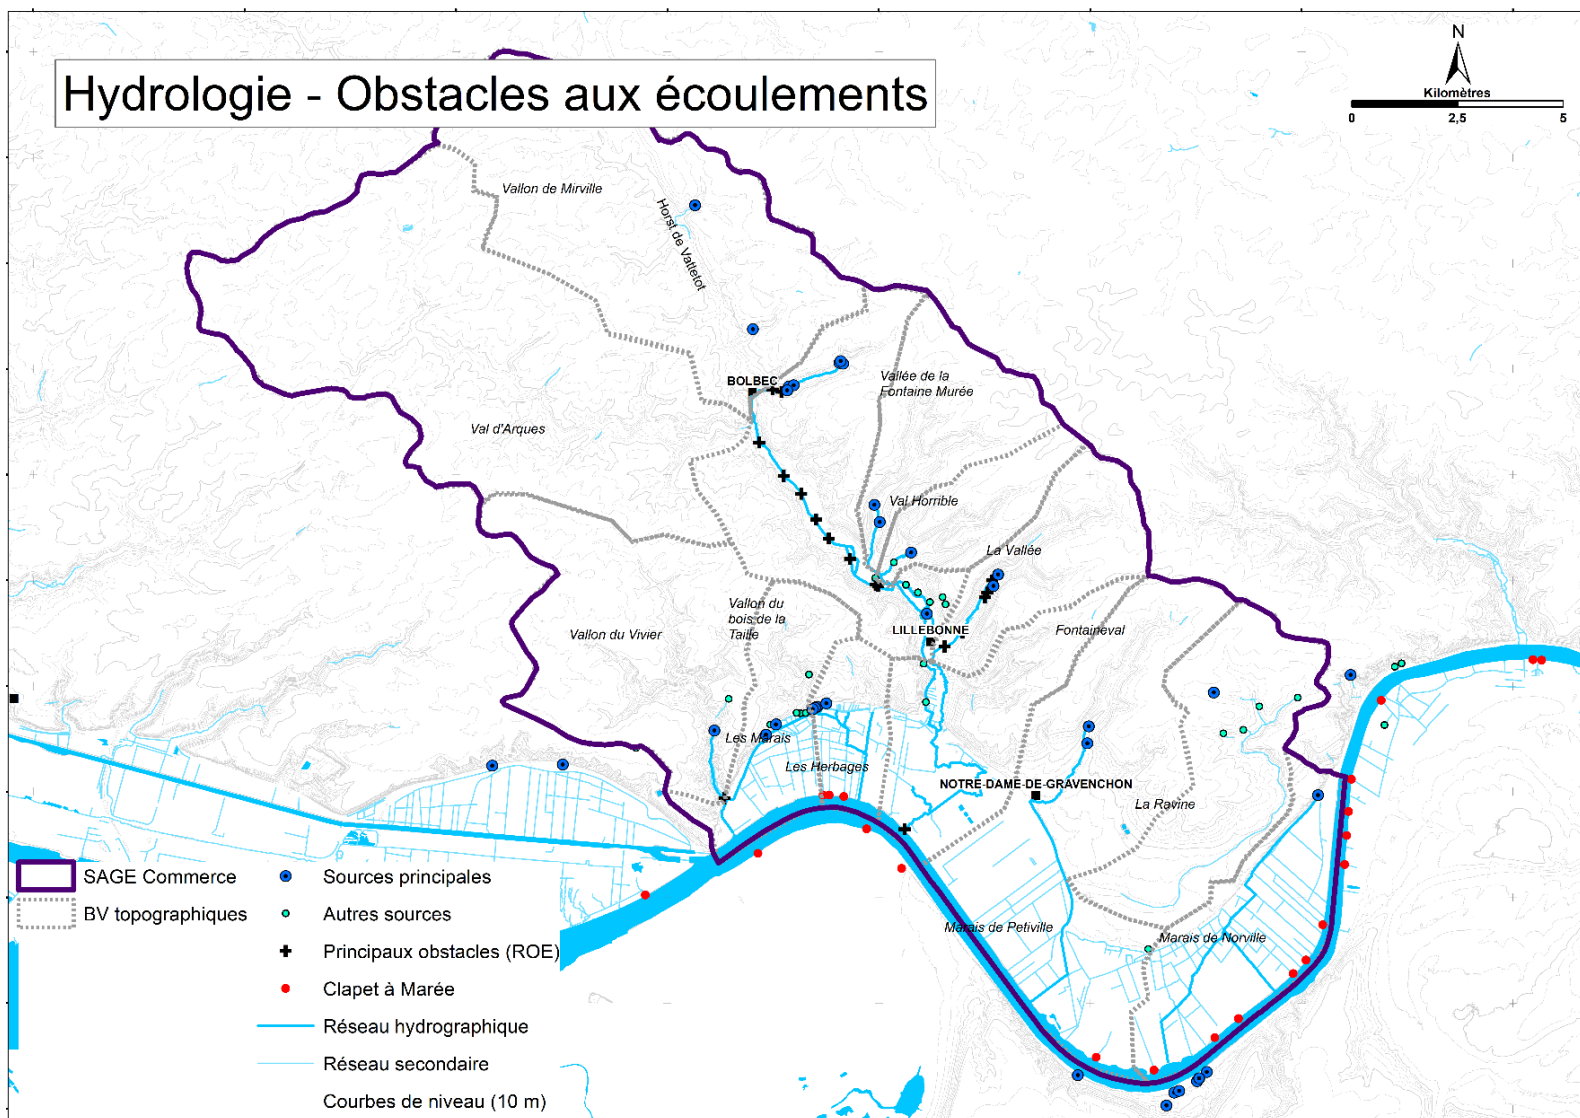 Hydrologie - Obstacles aux écoulements
N
Kilomètres
0 2,5 5
Vallon de Mirville
Horst de Vattetot
BOLBEC
Vallée de la
Fontaine Murée
Val d'Arques
Val Horrible
La Vallée
Vallon du
bois de la
Taille
Vallon du Vivier
LILLEBONNE
Fontaineval
Les Marais
Les Herbages
NOTRE-DAME-DE-GRAVENCHON
La Ravine
Marais de Petiville
Marais de Norville
SAGE Commerce
BV topographiques
Sources principales
Autres sources
Principaux obstacles (ROE)
Clapet à Marée
Réseau hydrographique
Réseau secondaire
Courbes de niveau (10 m)